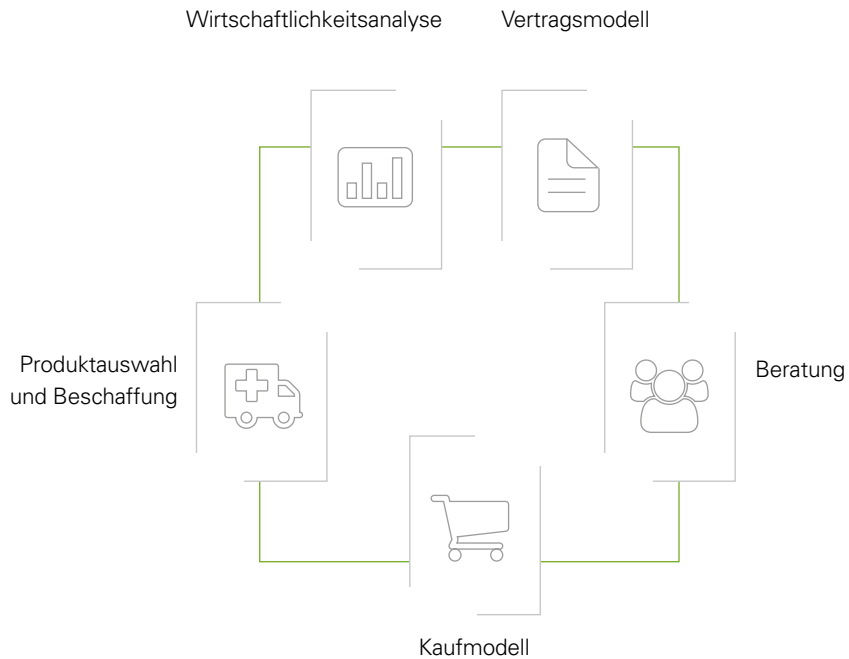 Wirtschaftlichkeitsanalyse
Vertragsmodell
Produktauswahl
und Beschaffung
Beratung
Kaufmodell